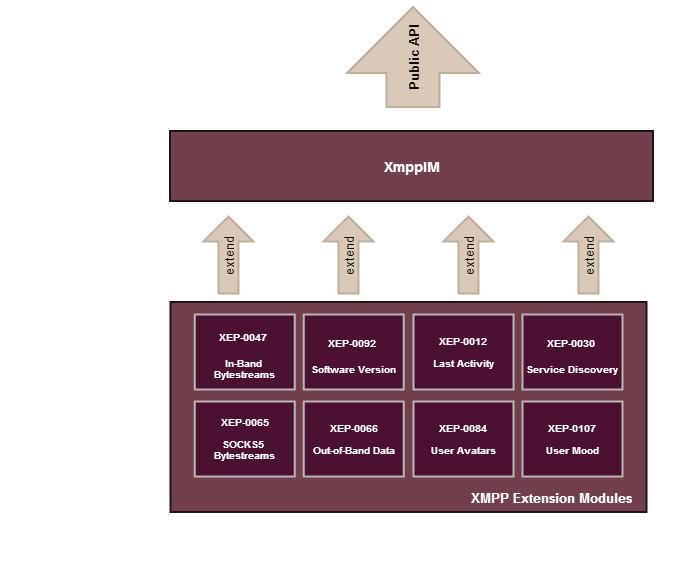 Public API
XmppIM
extend
extend
extend
extend
XEP-0047
In-Band
Bytestreams
XEP-0092
Software Version
XEP-0012
Last Activity
XEP-0030
Service Discovery
XEP-0065
SOCKS5
Bytestreams
XEP-0066
Out-of-Band Data
XEP-0084
User Avatars
XEP-0107
User Mood
XMPP Extension Modules